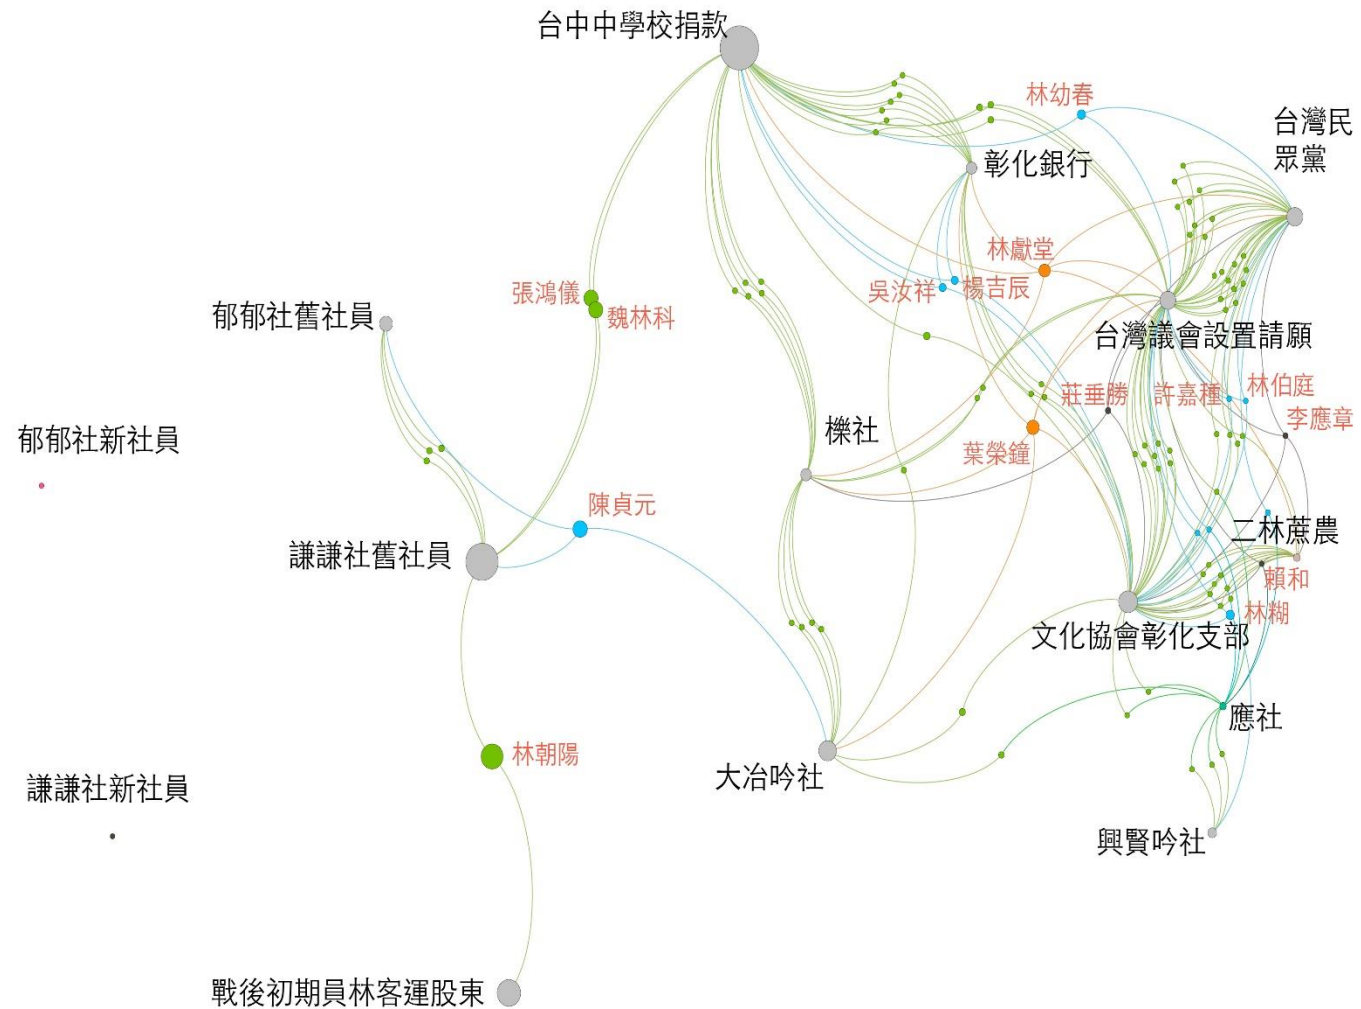 台中中學校捐款
林幼春
台灣民
眾黨
彰化銀行
林獻堂
張鴻儀
吳汝祥
楊吉辰
郁郁社舊社員
魏林科
台灣議會設置請願
莊垂勝
許嘉種
林伯庭
李應章
郁郁社新社員
櫟社
葉榮鐘
陳貞元
二林蔗農
謙謙社舊社員
賴和
林糊
文化協會彰化支部
應社
林朝陽
大冶吟社
謙謙社新社員
興賢吟社
戰後初期員林客運股東